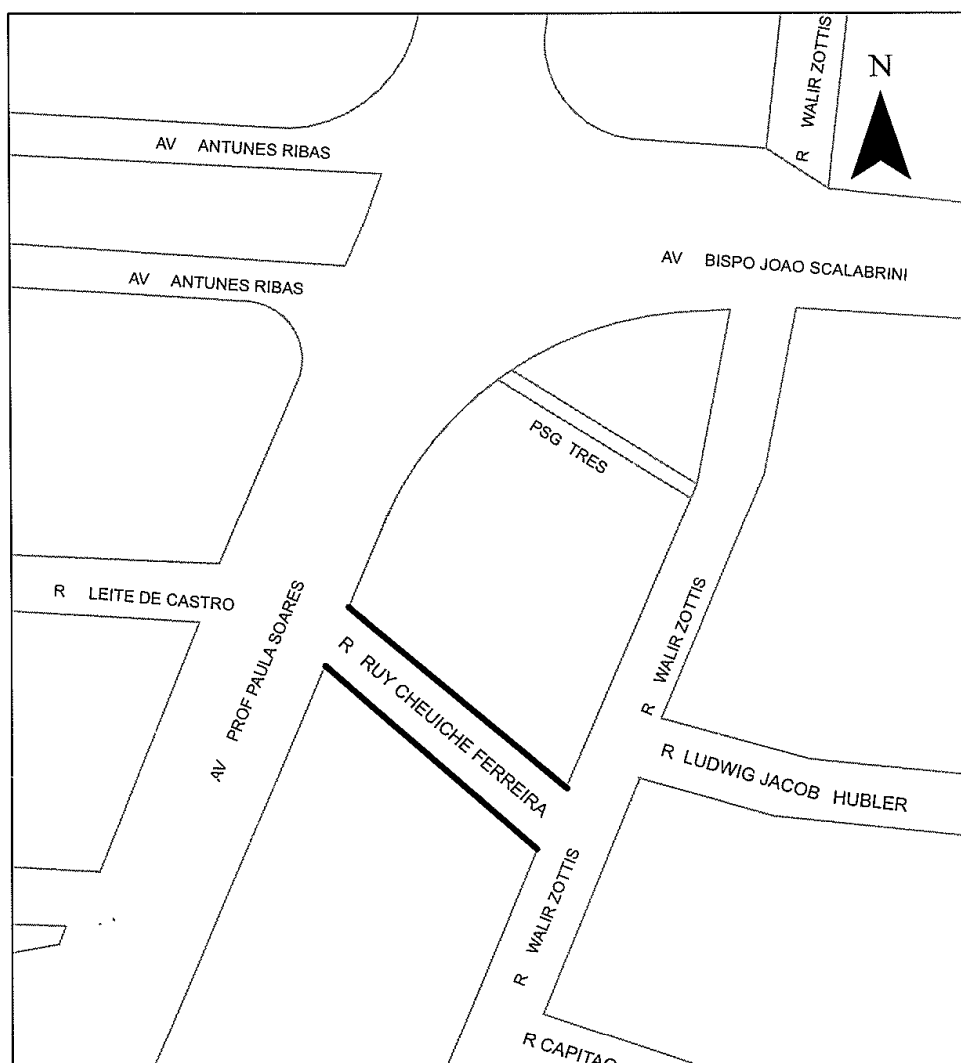 R WALIR ZOTTIS
N
AV ANTUNES RIBAS
AV BISPO JOAO SCALABRINI
AV ANTUNES RIBAS
PSG TRES
R LEITE DE CASTRO
AV PROF PAULA SOARES
R RUY CHEUICHE FERREIRA
R WALIR ZOTTIS
R LUDWIG JACOB HUBLER
R WALIR ZOTTIS
R CAPITAO